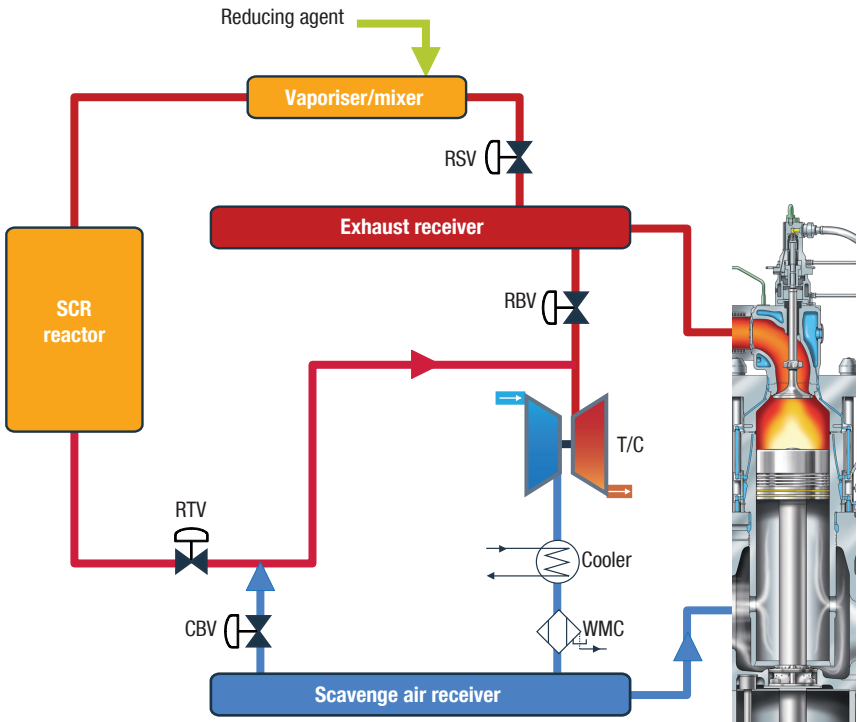 Reducing agent
Vaporiser/mixer
RSV
Exhaust receiver
RBV
SCR
reactor
T/C
RTV
Cooler
CBV
WMC
Scavenge air receiver